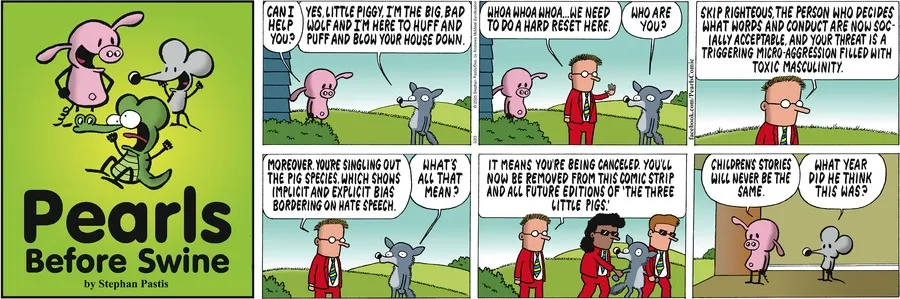 Pearls
Before Swine
by Stephan Pastis
CAN I
HELP
YOU?
YES, LITTLE PIGGY, I'M THE BIG, BAD
WOLF AND I'M HERE TO HUFF AND
PUFF AND BLOW YOUR HOUSE DOWN.
WHOA WHOA WHOA...WE NEED
TO DO A HARD RESET HERE.
WHO ARE
YOU?
facebook.com/PearlsComic
SKIP RIGHTEOUS, THE PERSON WHO DECIDES
WHAT WORDS AND CONDUCT ARE NOW SOC-
IALLY ACCEPTABLE, AND YOUR THREAT IS A
TRIGGERING MICRO-AGGRESSION FILLED WITH
TOXIC MASCULINITY.
MOREOVER, YOU'RE SINGLING OUT
THE PIG SPECIES, WHICH SHOWS
IMPLICIT AND EXPLICIT BIAS
BORDERING ON HATE SPEECH.
WHAT'S
ALL THAT
MEAN?
IT MEANS YOU'RE BEING CANCELED. YOU'LL
NOW BE REMOVED FROM THIS COMIC STRIP
AND ALL FUTURE EDITIONS OF 'THE THREE
LITTLE PIGS.'
CHILDREN'S STORIES
WILL NEVER BE THE
SAME.
WHAT YEAR
DID HE THINK
THIS WAS?